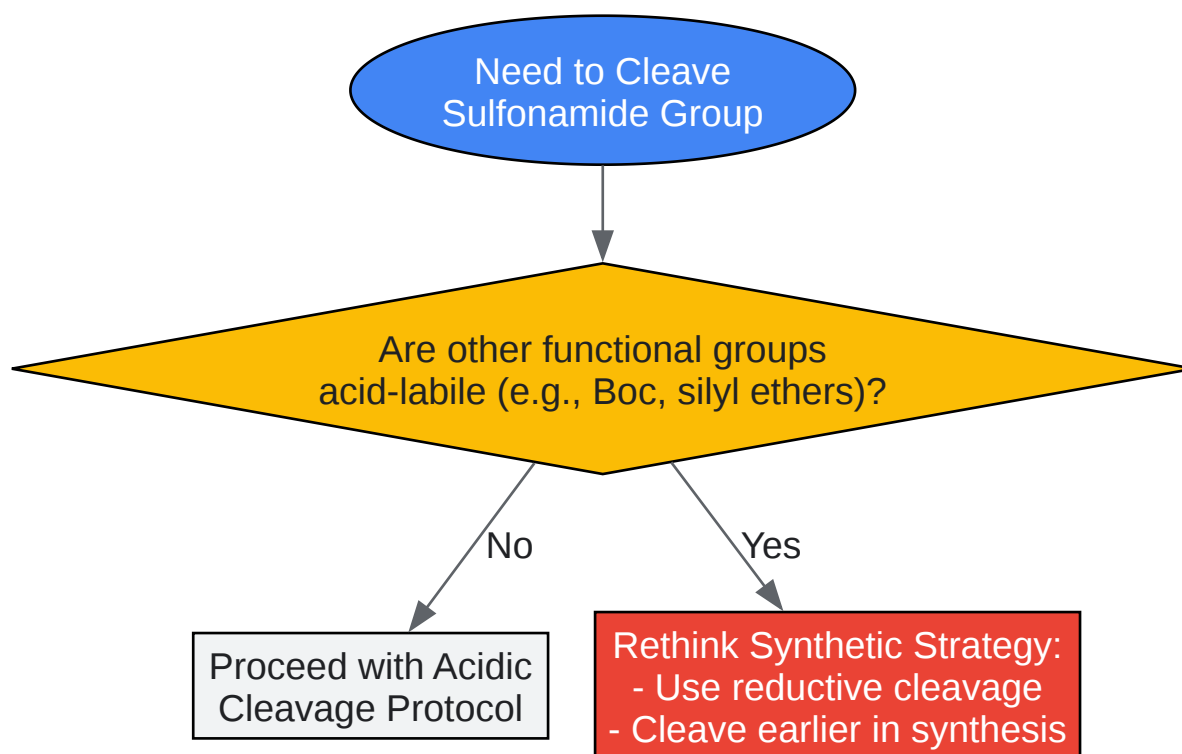 Need to Cleave
Sulfonamide Group
Are other functional groups
acid-labile (e.g., Boc, silyl ethers)?
No
Yes
Proceed with Acidic
Cleavage Protocol
Rethink Synthetic Strategy:
- Use reductive cleavage
- Cleave earlier in synthesis